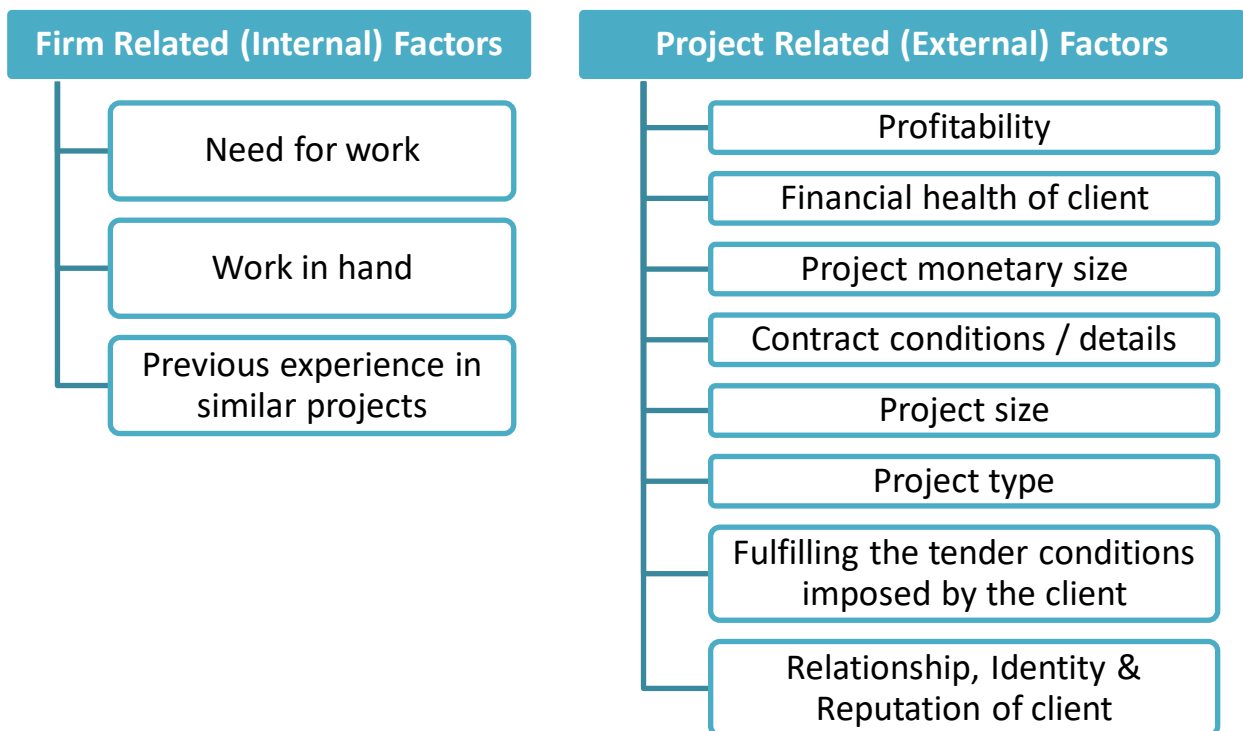 Firm Related (Internal) Factors
Need for work
Work in hand
Previous experience in
similar projects
Project Related (External) Factors
Profitability
Financial health of client
Project monetary size
Contract conditions / details
Project size
Project type
Fulfilling the tender conditions
imposed by the client
Relationship, Identity &
Reputation of client